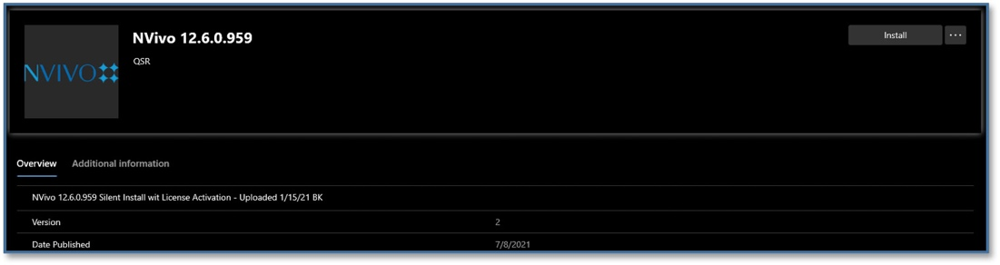 NVivo 12.6.0.959
Install
...
QSR
NVIVO
Overview Additional information
NVivo 12.6.0.959 Silent Install wit License Activation - Uploaded 1/15/21 BK
Version 2
Date Published 7/8/2021